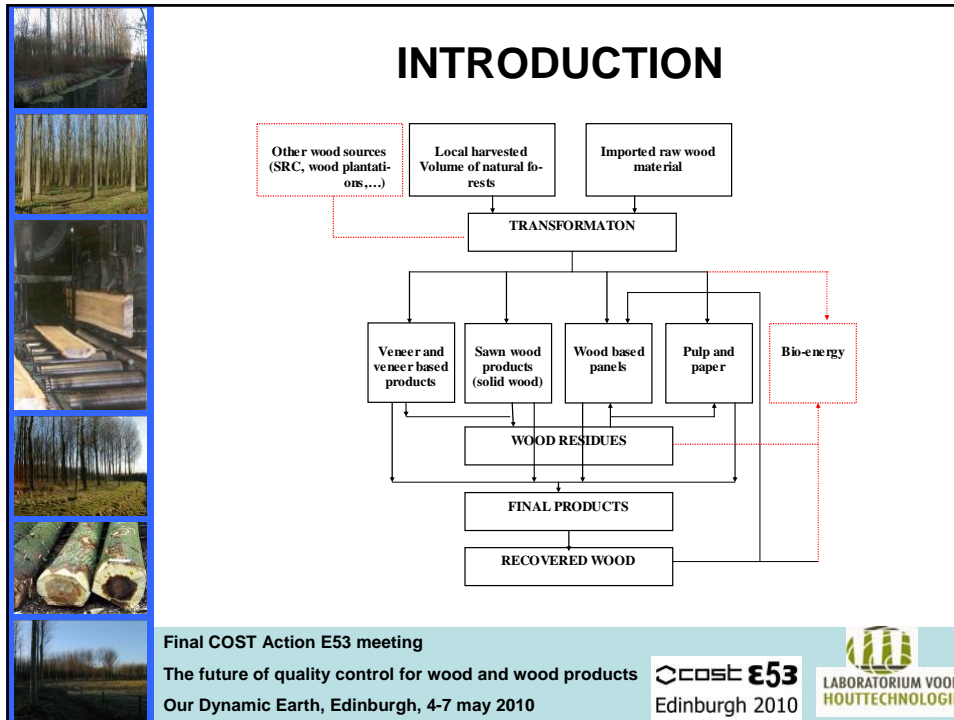 INTRODUCTION
Other wood sources
(SRC, wood plantati-
ons,...)
Local harvested
Volume of natural fo-
rests
Imported raw wood
material
TRANSFORMATON
Veneer and
veneer based
products
Sawn wood
products
(solid wood)
Wood based
panels
Pulp and
paper
Bio-energy
WOOD RESIDUES
FINAL PRODUCTS
RECOVERED WOOD
Final COST Action E53 meeting
The future of quality control for wood and wood products
Our Dynamic Earth, Edinburgh, 4-7 may 2010
cost E53
Edinburgh 2010
LABORATORIUM VOOR
HOUTTECHNOLOGIE